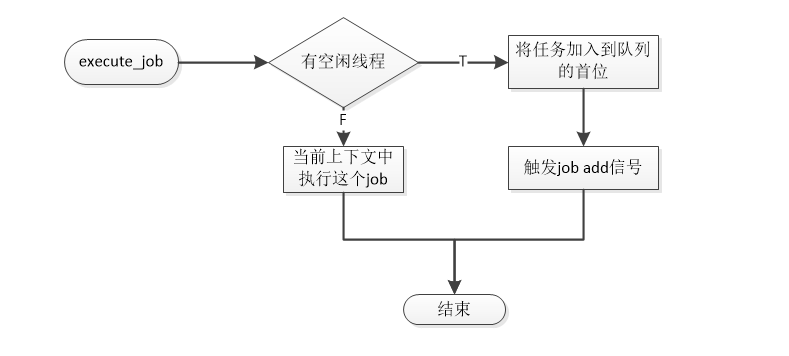 execute_job
有空闲线程
T
将任务加入到队列
的首位
F
当前上下文中
执行这个job
触发job add信号
结束